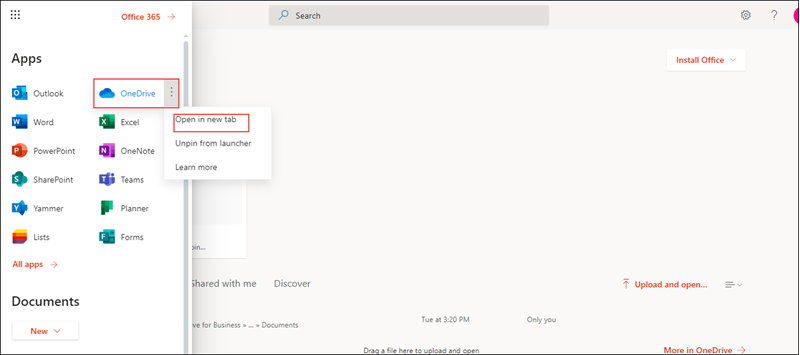 Office 365 →
Search
?
Apps
Install Office
Outlook
OneDrive
Open in new tab
Unpin from launcher
Learn more
Word
Excel
PowerPoint
OneNote
SharePoint
Teams
Yammer
Planner
Lists
Forms
All apps →
in...
Shared with me
Discover
Upload and open...
Documents
New
ve for Business » ... » Documents
Tue at 3:20 PM
Only you
Drag a file here to upload and open
More in OneDrive →